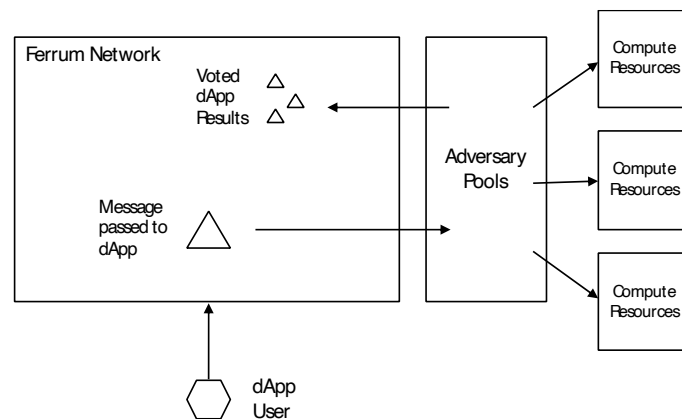 Ferrum Network
Voted
dApp
Results
Message
passed to
dApp
Adversary
Pools
Compute
Resources
Compute
Resources
Compute
Resources
dApp
User